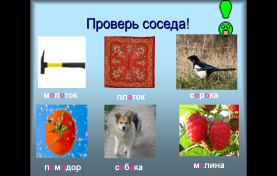 Проверь соседа!
молоток
платок
сорока
помидор
собака
малина